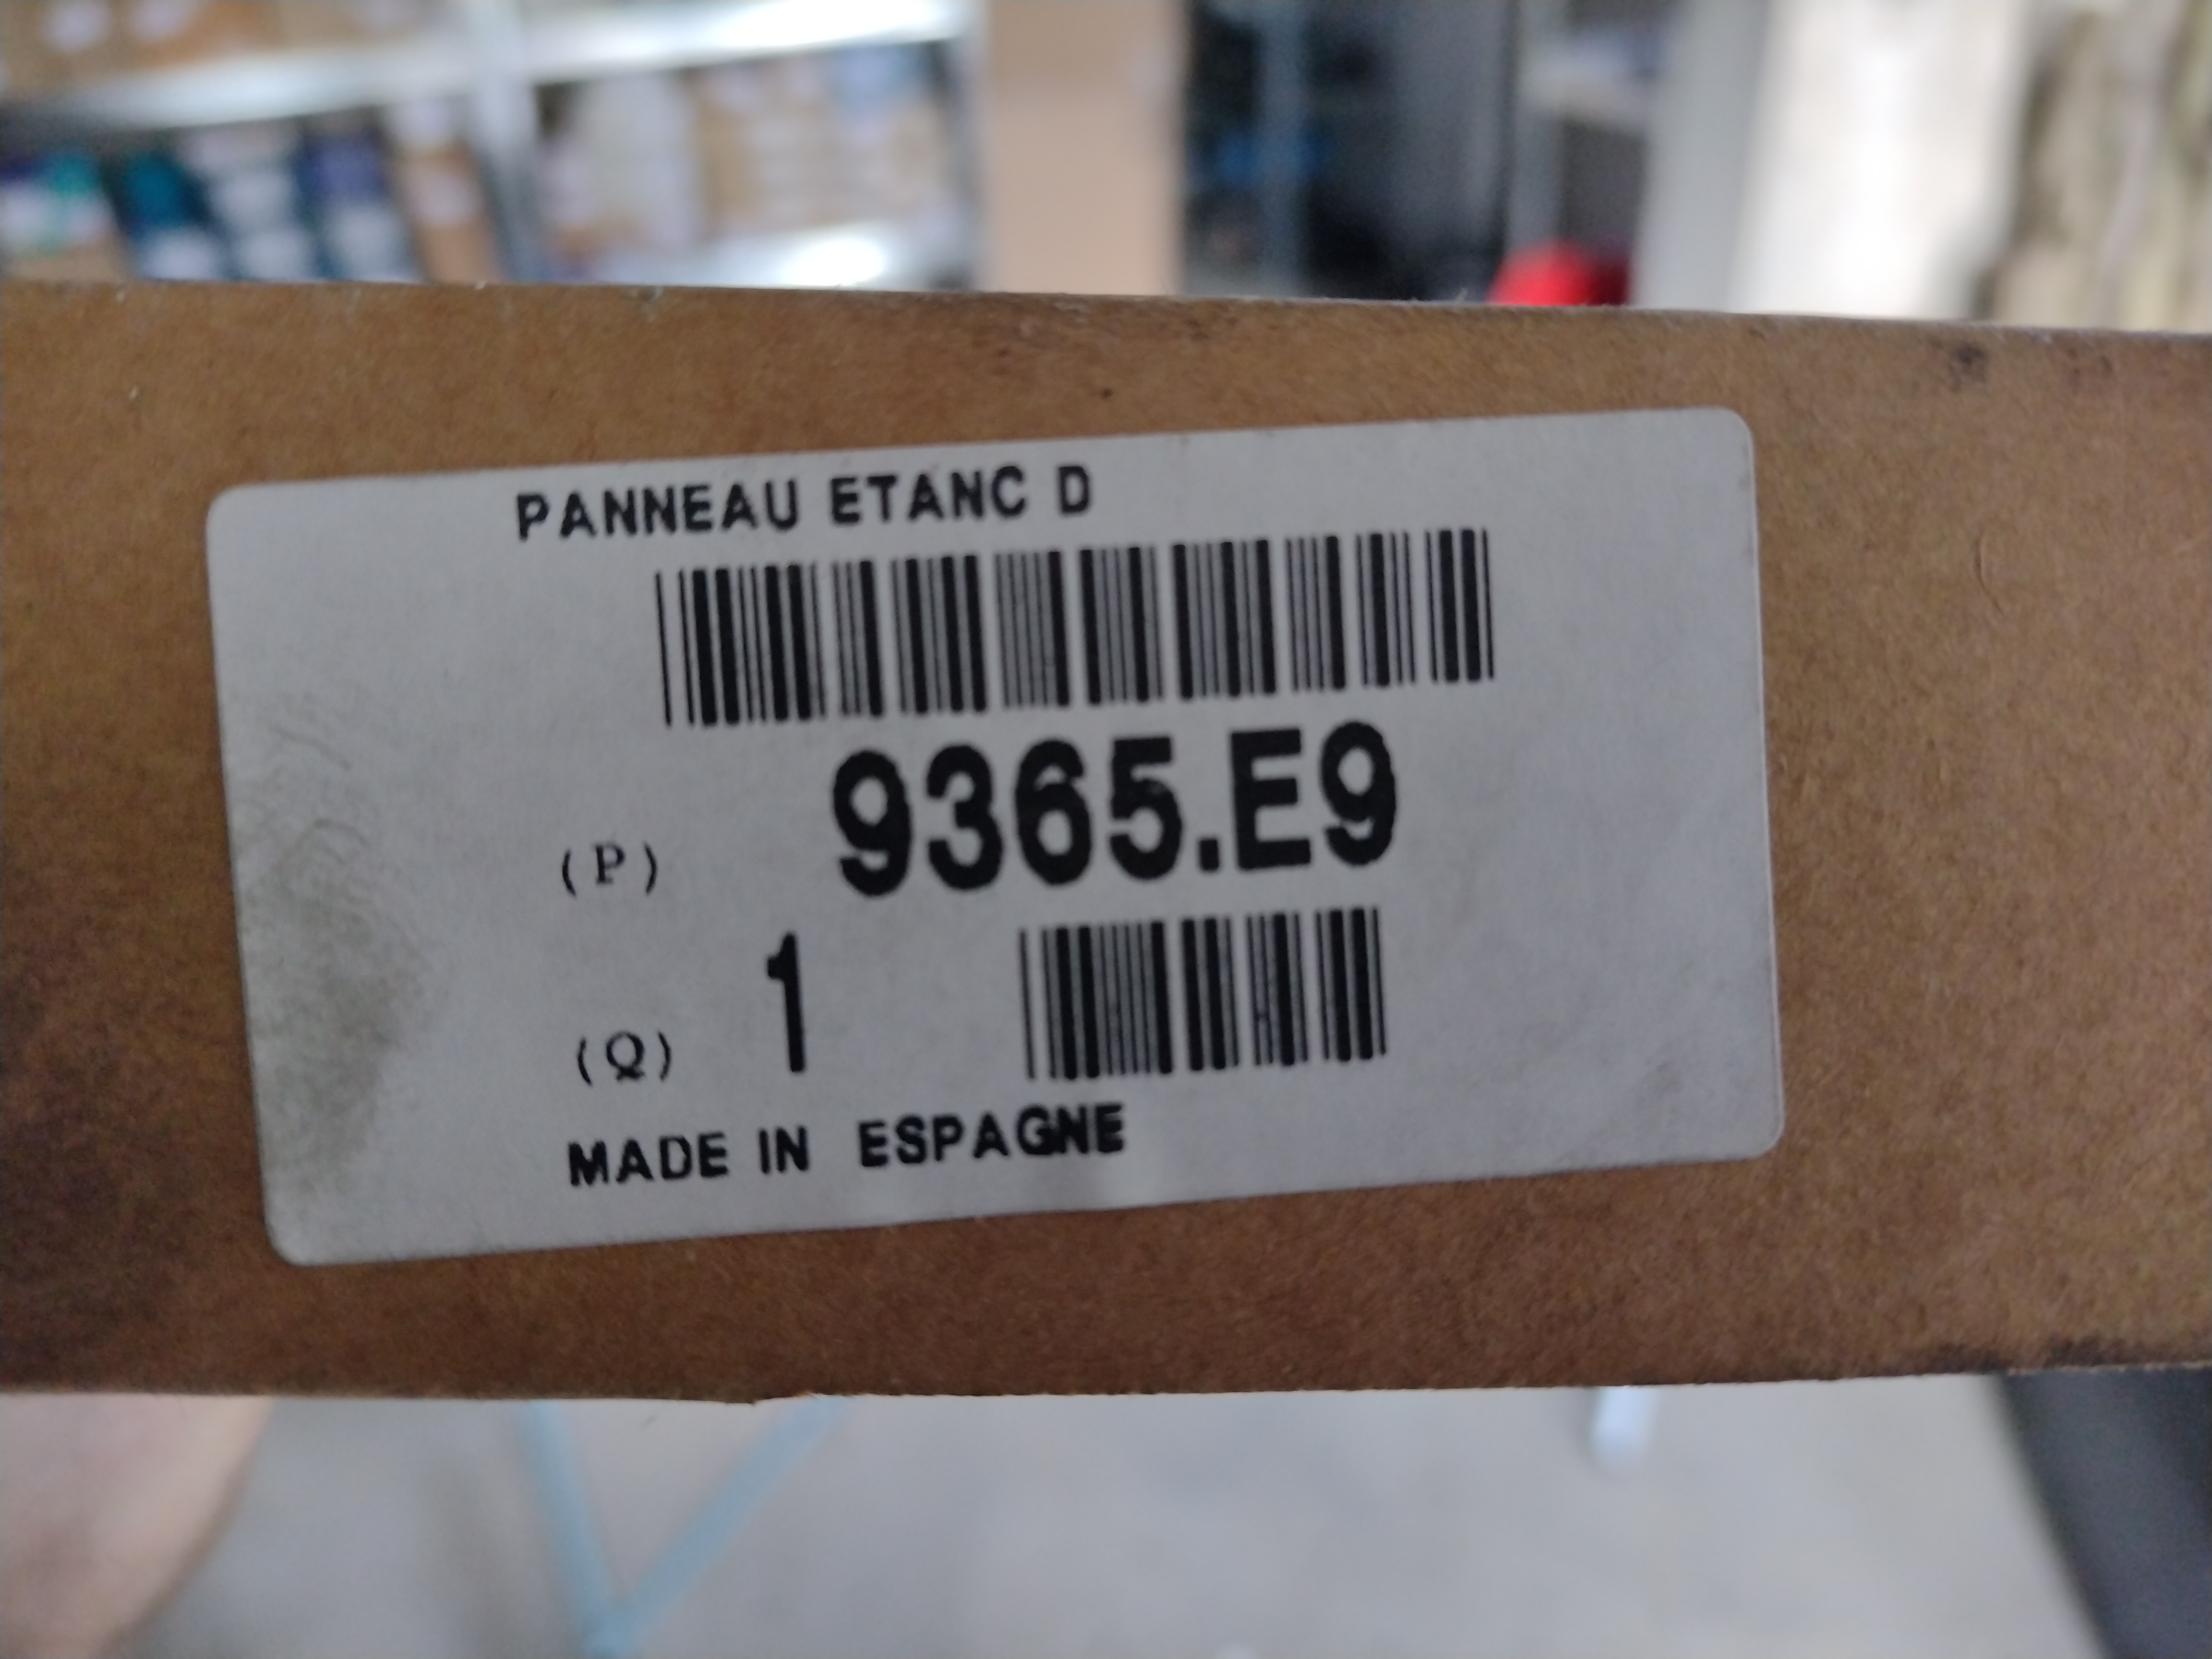 PANNEAU ETANC D
(P) 9365.E9
(Q) 1
MADE IN ESPAGNE